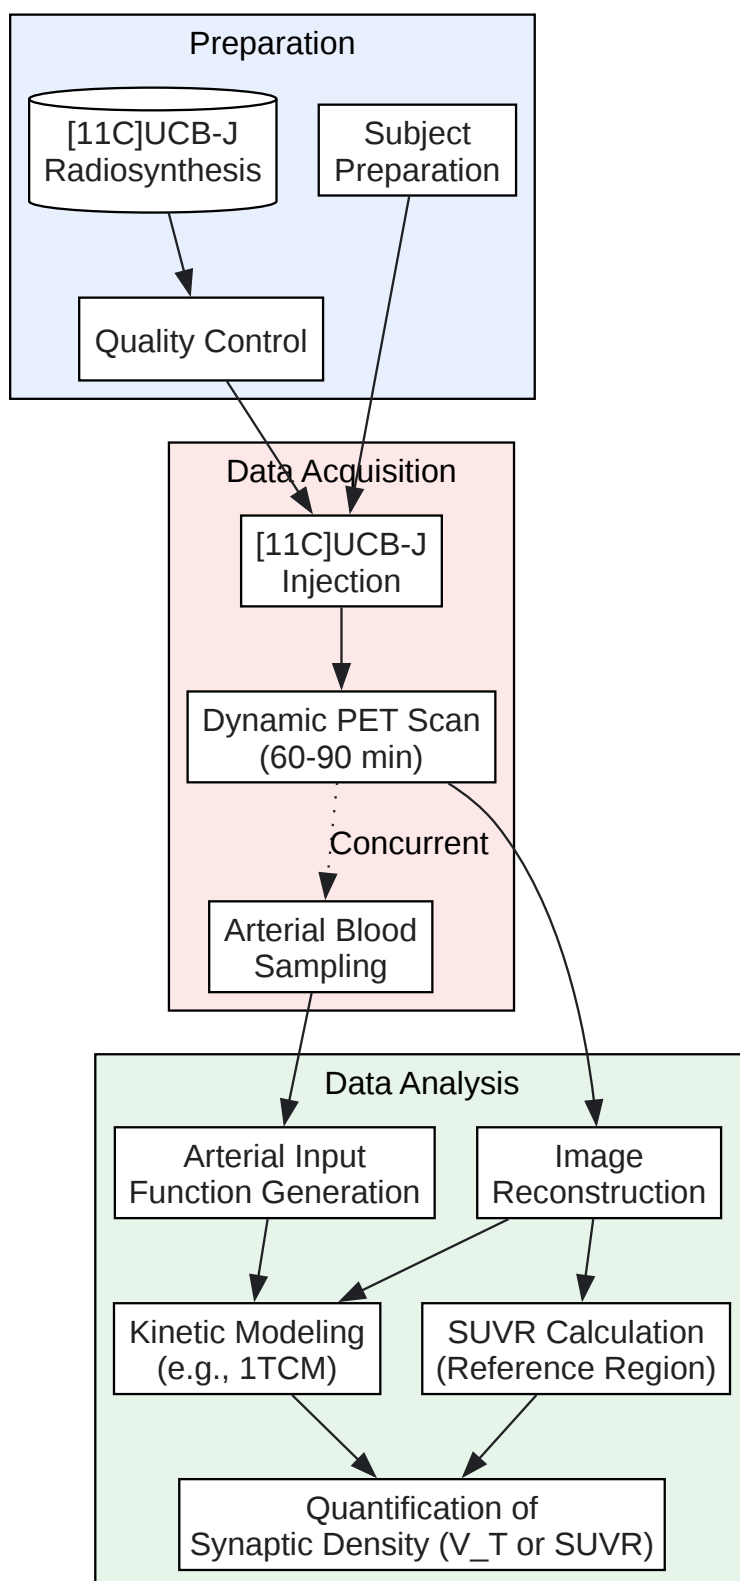 Preparation
[11C]UCB-J
Radiosynthesis
Subject
Preparation
Quality Control
Data Acquisition
[11C]UCB-J
Injection
Dynamic PET Scan
(60-90 min)
Concurrent
Arterial Blood
Sampling
Data Analysis
Arterial Input
Function Generation
Image
Reconstruction
Kinetic Modeling
(e.g., 1TCM)
SUVR Calculation
(Reference Region)
Quantification of
Synaptic Density (V_T or SUVR)